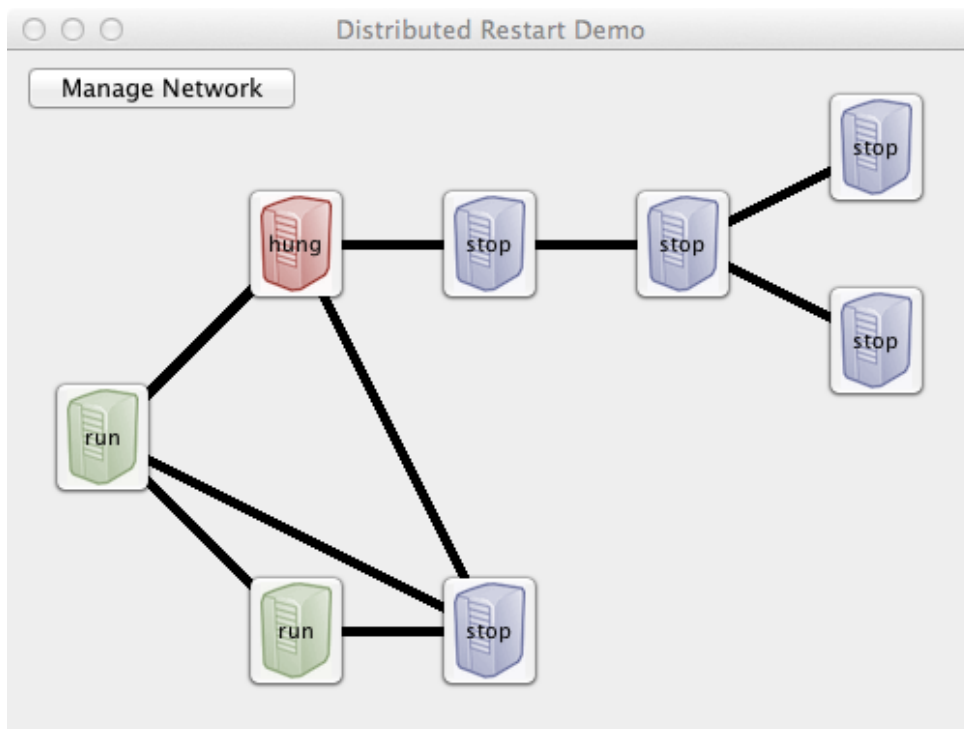 Distributed Restart Demo
Manage Network
stop
hung
stop
stop
stop
run
run
stop